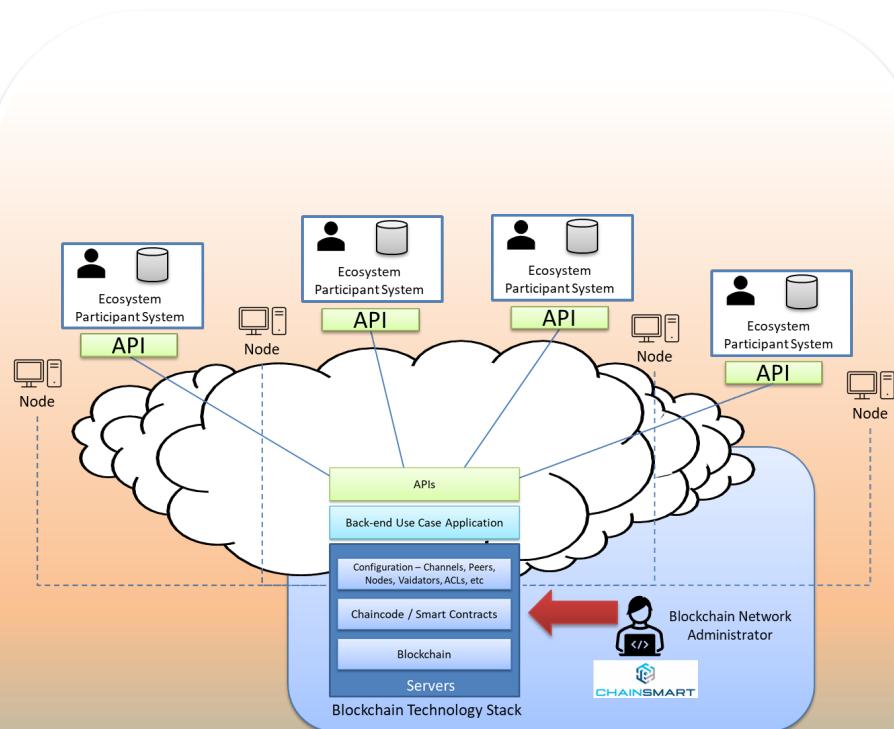 Ecosystem
Participant System
API
Ecosystem
Participant System
API
Ecosystem
Participant System
API
Ecosystem
Participant System
API
Node
Node
Node
Node
APIs
Back-end Use Case Application
Configuration – Channels, Peers,
Nodes, Vaidators, ACLs, etc
Chaincode / Smart Contracts
Blockchain
Servers
Blockchain Technology Stack
Blockchain Network
Administrator
</>
CHAINSMART